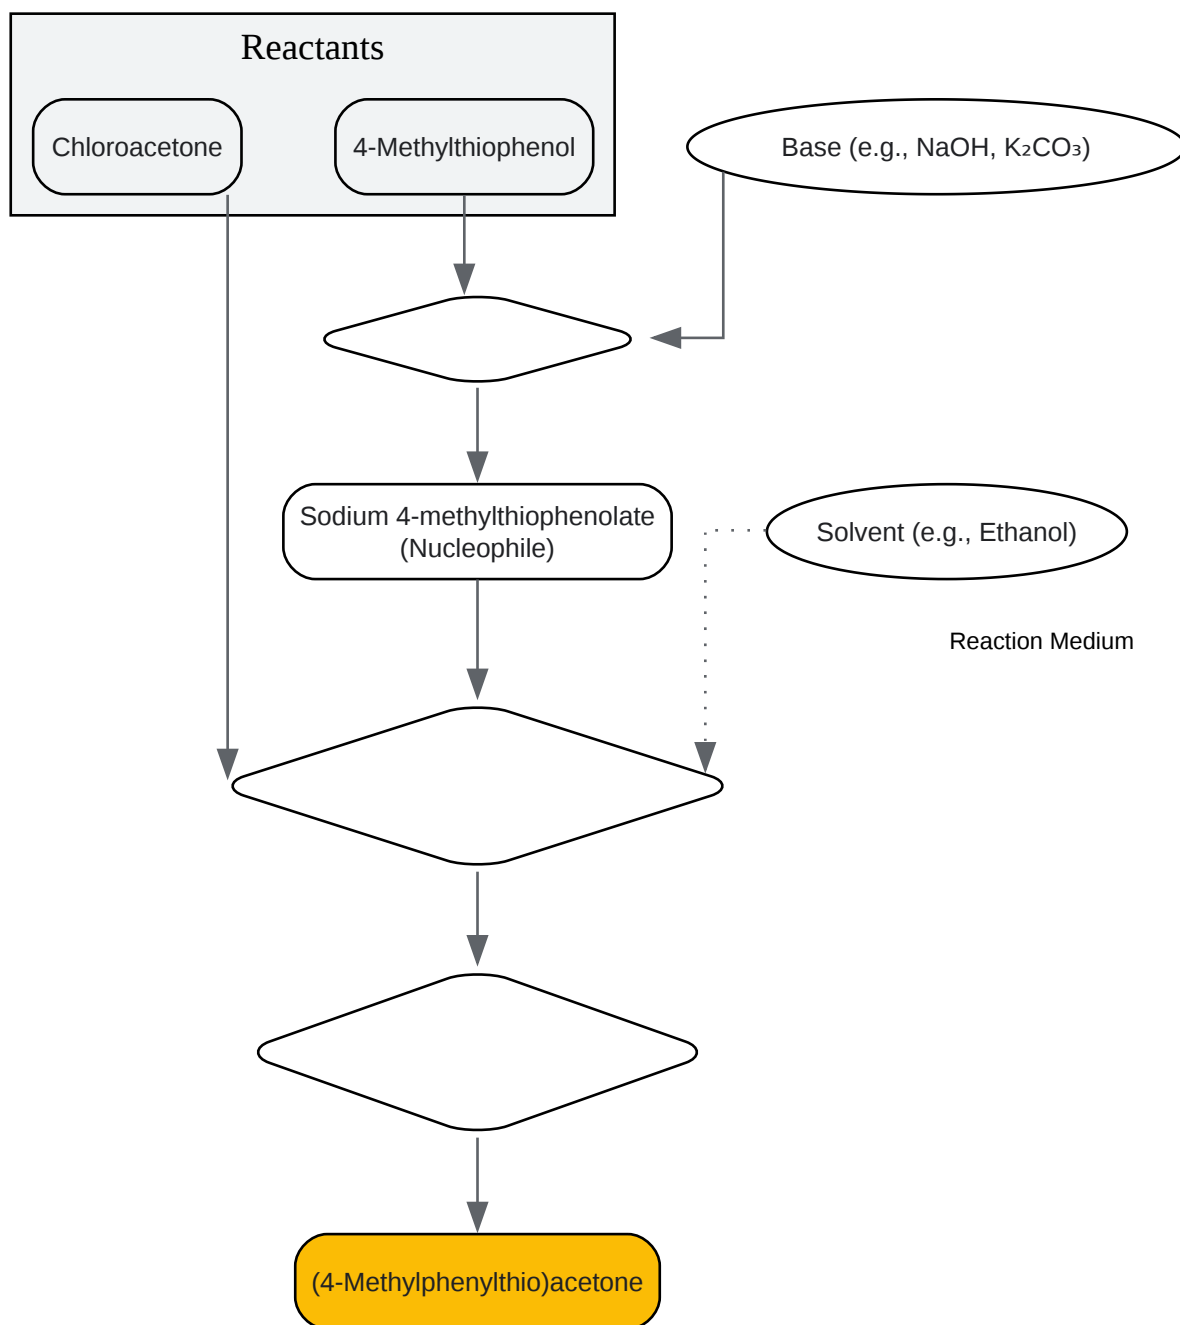 Reactants
Chloroacetone
4-Methylthiophenol
Base (e.g., NaOH, K₂CO₃)
Sodium 4-methylthiophenolate
(Nucleophile)
Solvent (e.g., Ethanol)
Reaction Medium
(4-Methylphenylthio)acetone